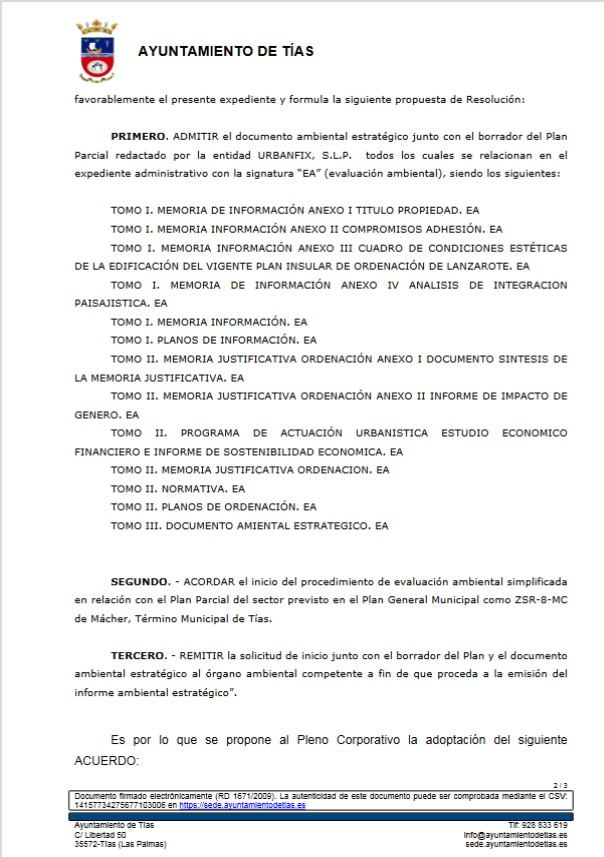 AYUNTAMIENTO DE TÍAS
favorablemente el presente expediente y formula la siguiente propuesta de Resolución:
PRIMERO. ADMITIR el documento ambiental estratégico junto con el borrador del Plan
Parcial redactado por la entidad URBANFIX, S.L.P. todos los cuales se relacionan en el
expediente administrativo con la signatura “EA” (evaluación ambiental), siendo los siguientes:
TOMO I. MEMORIA DE INFORMACIÓN ANEXO I TITULO PROPIEDAD. EA
TOMO I. MEMORIA INFORMACIÓN ANEXO II COMPROMISOS ADHESIÓN. EA
TOMO I. MEMORIA INFORMACIÓN ANEXO III CUADRO DE CONDICIONES ESTÉTICAS
DE LA EDIFICACIÓN DEL VIGENTE PLAN INSULAR DE ORDENACIÓN DE LANZAROTE. EA
TOMO I. MEMORIA DE INFORMACIÓN ANEXO IV ANALISIS DE INTEGRACION
PAISAJISTICA. EA
TOMO I. MEMORIA INFORMACIÓN. EA
TOMO I. PLANOS DE INFORMACIÓN. EA
TOMO II. MEMORIA JUSTIFICATIVA ORDENACIÓN ANEXO I DOCUMENTO SINTESIS DE
LA MEMORIA JUSTIFICATIVA. EA
TOMO II. MEMORIA JUSTIFICATIVA ORDENACIÓN ANEXO II INFORME DE IMPACTO DE
GENERO. EA
TOMO II. PROGRAMA DE ACTUACIÓN URBANISTICA ESTUDIO ECONOMICO
FINANCIERO E INFORME DE SOSTENIBILIDAD ECONOMICA. EA
TOMO II. MEMORIA JUSTIFICATIVA ORDENACION. EA
TOMO II. NORMATIVA. EA
TOMO II. PLANOS DE ORDENACIÓN. EA
TOMO III. DOCUMENTO AMIENTAL ESTRATEGICO. EA
SEGUNDO. - ACORDAR el inicio del procedimiento de evaluación ambiental simplificada
en relación con el Plan Parcial del sector previsto en el Plan General Municipal como ZSR-8-MC
de Mácher, Término Municipal de Tías.
TERCERO. - REMITIR la solicitud de inicio junto con el borrador del Plan y el documento
ambiental estratégico al órgano ambiental competente a fin de que proceda a la emisión del
informe ambiental estratégico”.
Es por lo que se propone al Pleno Corporativo la adoptación del siguiente
ACUERDO:
2 / 3
Documento firmado electrónicamente (RD 1671/2009). La autenticidad de este documento puede ser comprobada mediante el CSV:
14157734275677103006 en https://sede.ayuntamientodetias.es
Ayuntamiento de Tías
C/ Libertad 50
35572-Tías (Las Palmas)
Tlf: 928 833 619
info@ayuntamientodetias.es
sede.ayuntamientodetias.es